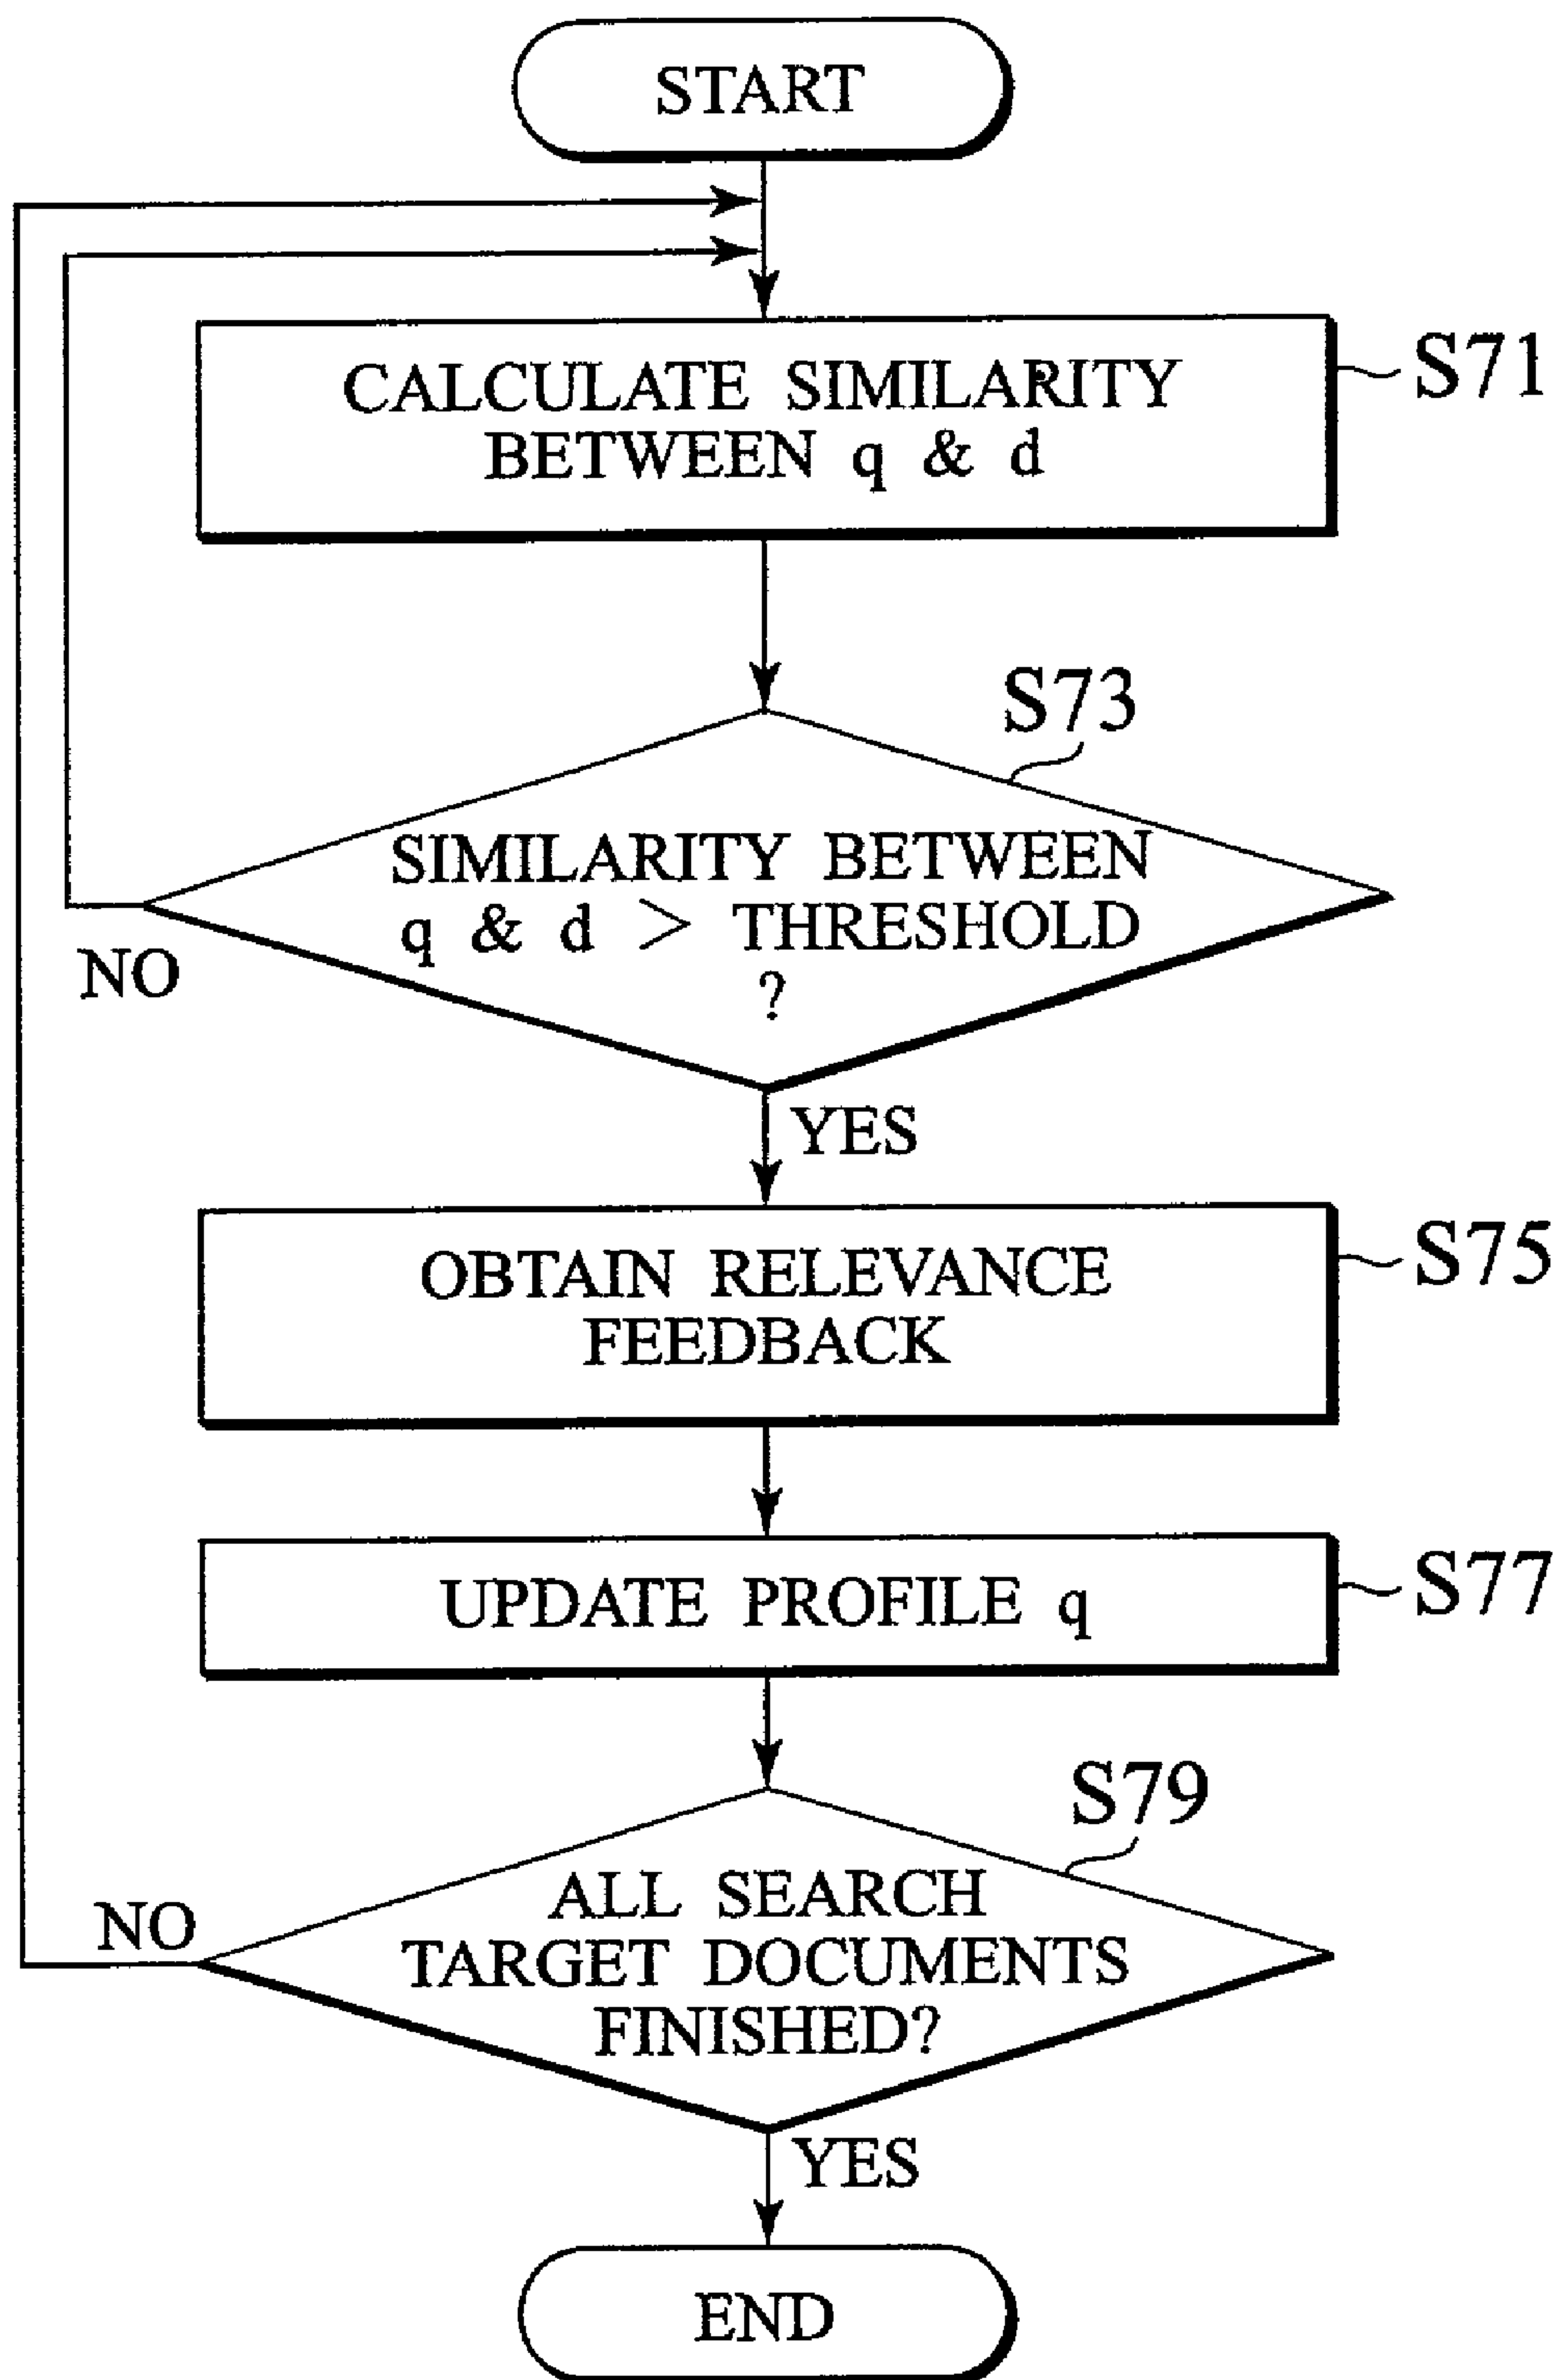 START
CALCULATE SIMILARITY
BETWEEN q & d
S71
S73
SIMILARITY BETWEEN
q & d > THRESHOLD
?
NO
YES
OBTAIN RELEVANCE
FEEDBACK
S75
UPDATE PROFILE q
S77
S79
ALL SEARCH
TARGET DOCUMENTS
FINISHED?
NO
YES
END